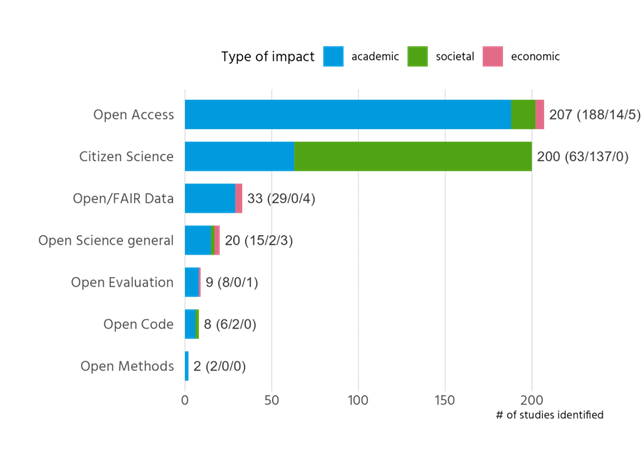 Type of impact academic societal economic
Open Access 207 (188/14/5)
Citizen Science 200 (63/137/0)
Open/FAIR Data 33 (29/0/4)
Open Science general 20 (15/2/3)
Open Evaluation 9 (8/0/1)
Open Code 8 (6/2/0)
Open Methods 2 (2/0/0)
0 50 100 150 200
# of studies identified